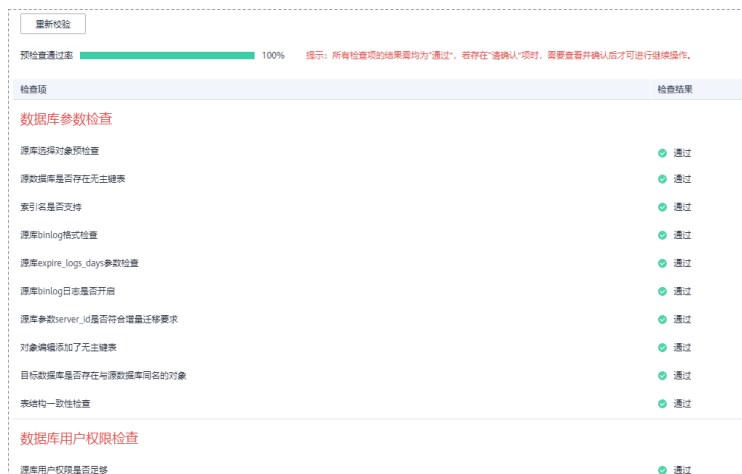 重新校验
预检查通过率 100% 提示：所有检查项的结果需均为“通过”，若存在“请确认”项时，需要查看并确认后才可进行继续操作。
检查项 检查结果
数据库参数检查
源库选择对象预检查 通过
源数据库是否存在无主键表 通过
索引名是否支持 通过
源库binlog格式检查 通过
源库expire_logs_days参数检查 通过
源库binlog日志是否开启 通过
源库参数server_id是否符合增量迁移要求 通过
对象编辑添加了无主键表 通过
目标数据库是否存在与源数据库同名的对象 通过
表结构一致性检查 通过
数据库用户权限检查
源库用户权限是否足够 通过